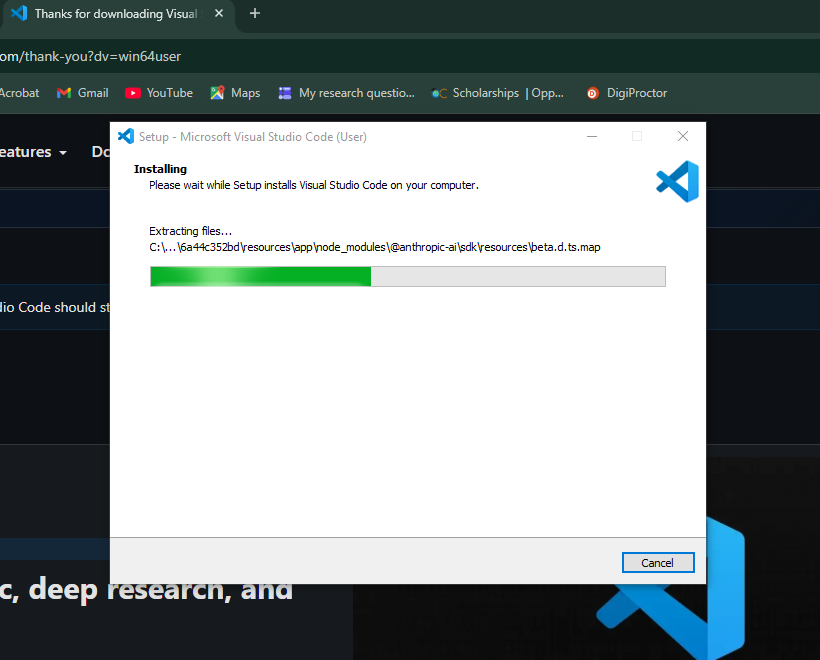 Thanks for downloading Visual
om/thank-you?dv=win64user
Acrobat
Gmail
YouTube
Maps
My research questio...
Scholarships | Opp...
DigiProctor
eatures
Do
Setup - Microsoft Visual Studio Code (User)
Installing
Please wait while Setup installs Visual Studio Code on your computer.
Extracting files...
C:\...\6a44c352bd\resources\app\node_modules\@anthropic-ai\sdk\resources\beta.d.ts.map
dio Code should st
Cancel
c, deep research, and